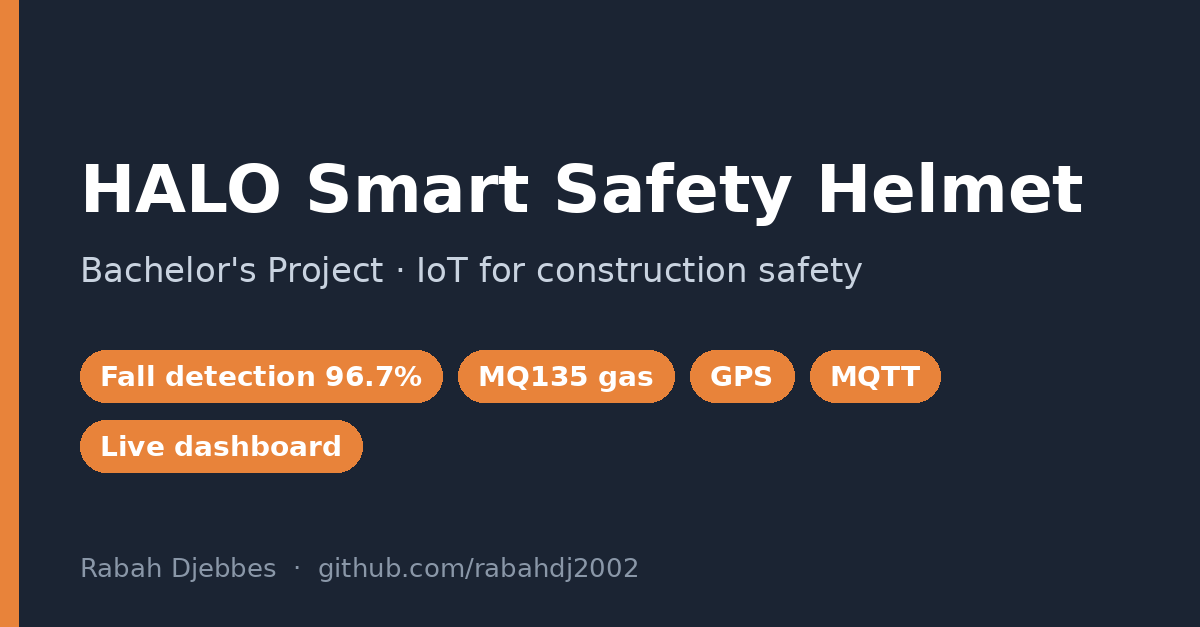 HALO Smart Safety Helmet
Bachelor's Project · IoT for construction safety
Fall detection 96.7% MQ135 gas GPS MQTT
Live dashboard
Rabah Djebbes · github.com/rabahdj2002